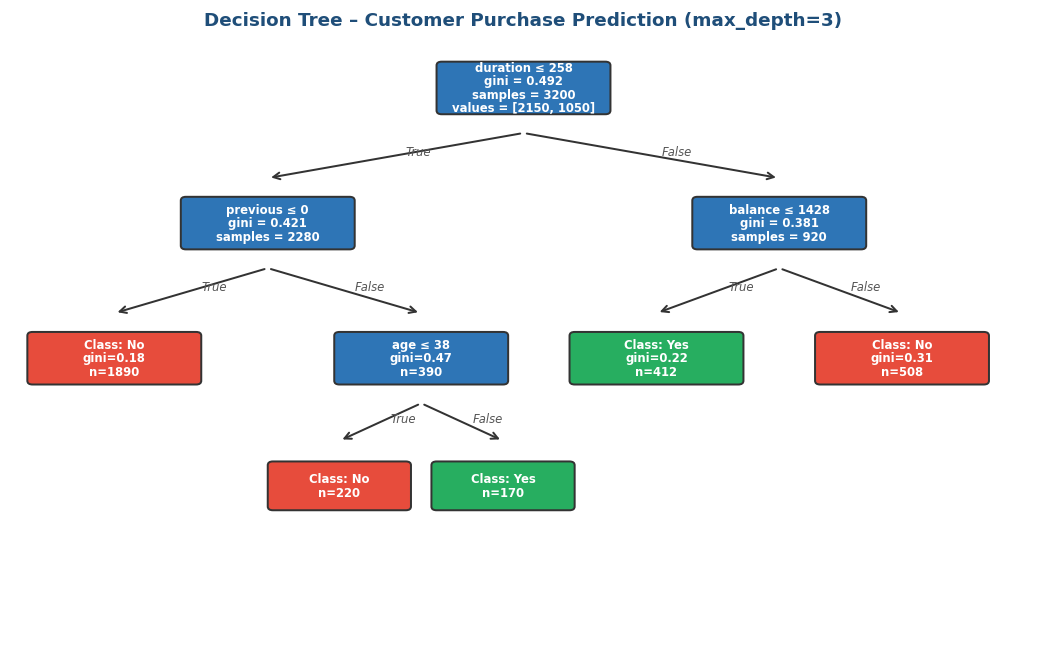 Decision Tree – Customer Purchase Prediction (max_depth=3)
duration ≤ 258
gini = 0.492
samples = 3200
values = [2150, 1050]
True
False
previous ≤ 0
gini = 0.421
samples = 2280
balance ≤ 1428
gini = 0.381
samples = 920
True
False
True
False
Class: No
gini=0.18
n=1890
age ≤ 38
gini=0.47
n=390
Class: Yes
gini=0.22
n=412
Class: No
gini=0.31
n=508
True
False
Class: No
n=220
Class: Yes
n=170